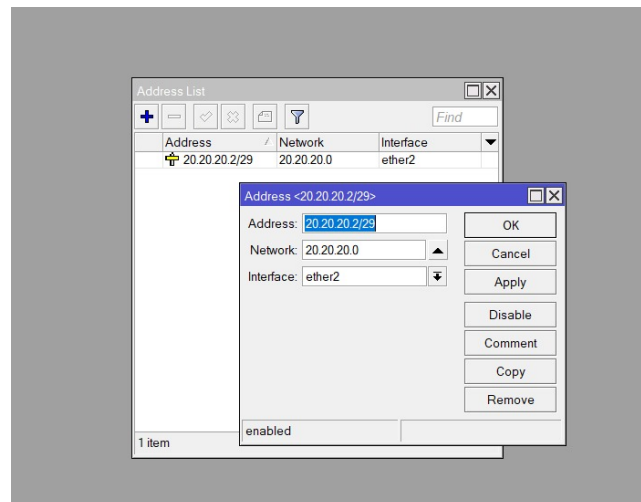 Address List
Find
Address Network Interface
20.20.20.2/29 20.20.20.0 ether2
Address <20.20.20.2/29>
Address: 20.20.20.2/29 OK
Network: 20.20.20.0 Cancel
Interface: ether2 Apply
Disable
Comment
Copy
Remove
enabled
1 item